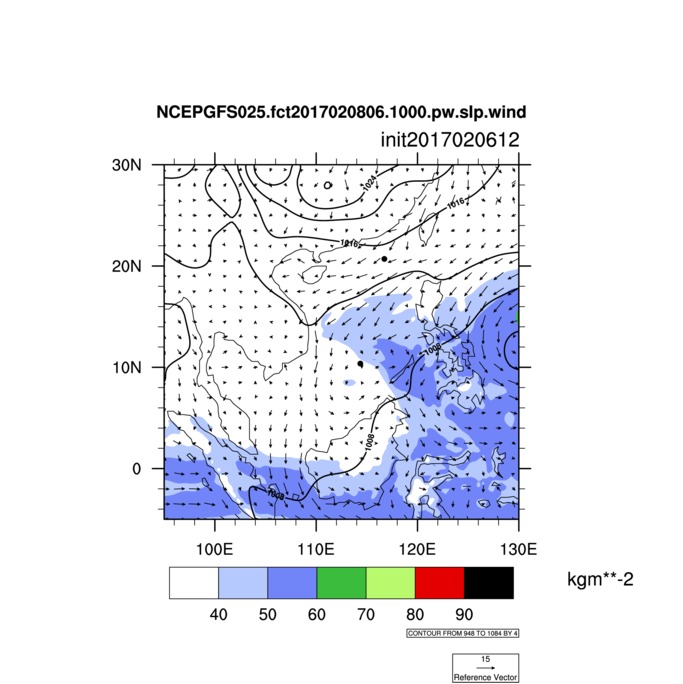 NCEPGFS025.fct2017020806.1000.pw.slp.wind
init2017020612
30N
1024
1016
1016
20N
1008
10N
1008
0
1008
100E 110E 120E 130E
kgm**-2
40 50 60 70 80 90
CONTOUR FROM 948 TO 1084 BY 4
15
Reference Vector